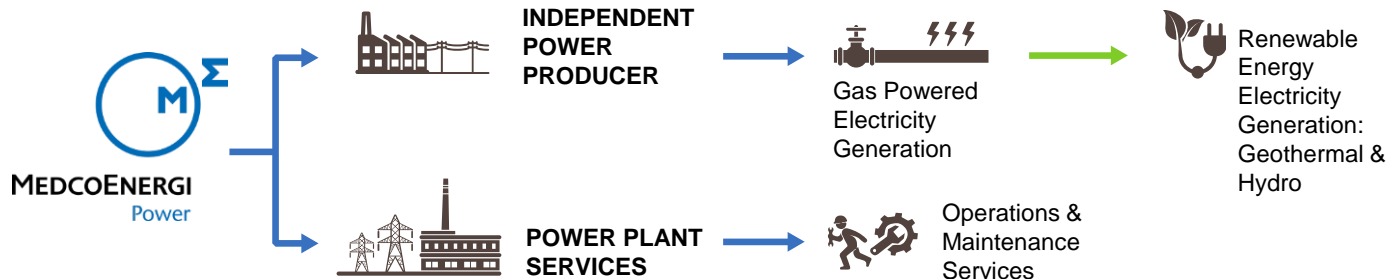 M
Σ
MEDCOENERGI
Power
INDEPENDENT
POWER
PRODUCER
Gas Powered
Electricity
Generation
Renewable
Energy
Electricity
Generation:
Geothermal &
Hydro
POWER PLANT
SERVICES
Operations &
Maintenance
Services